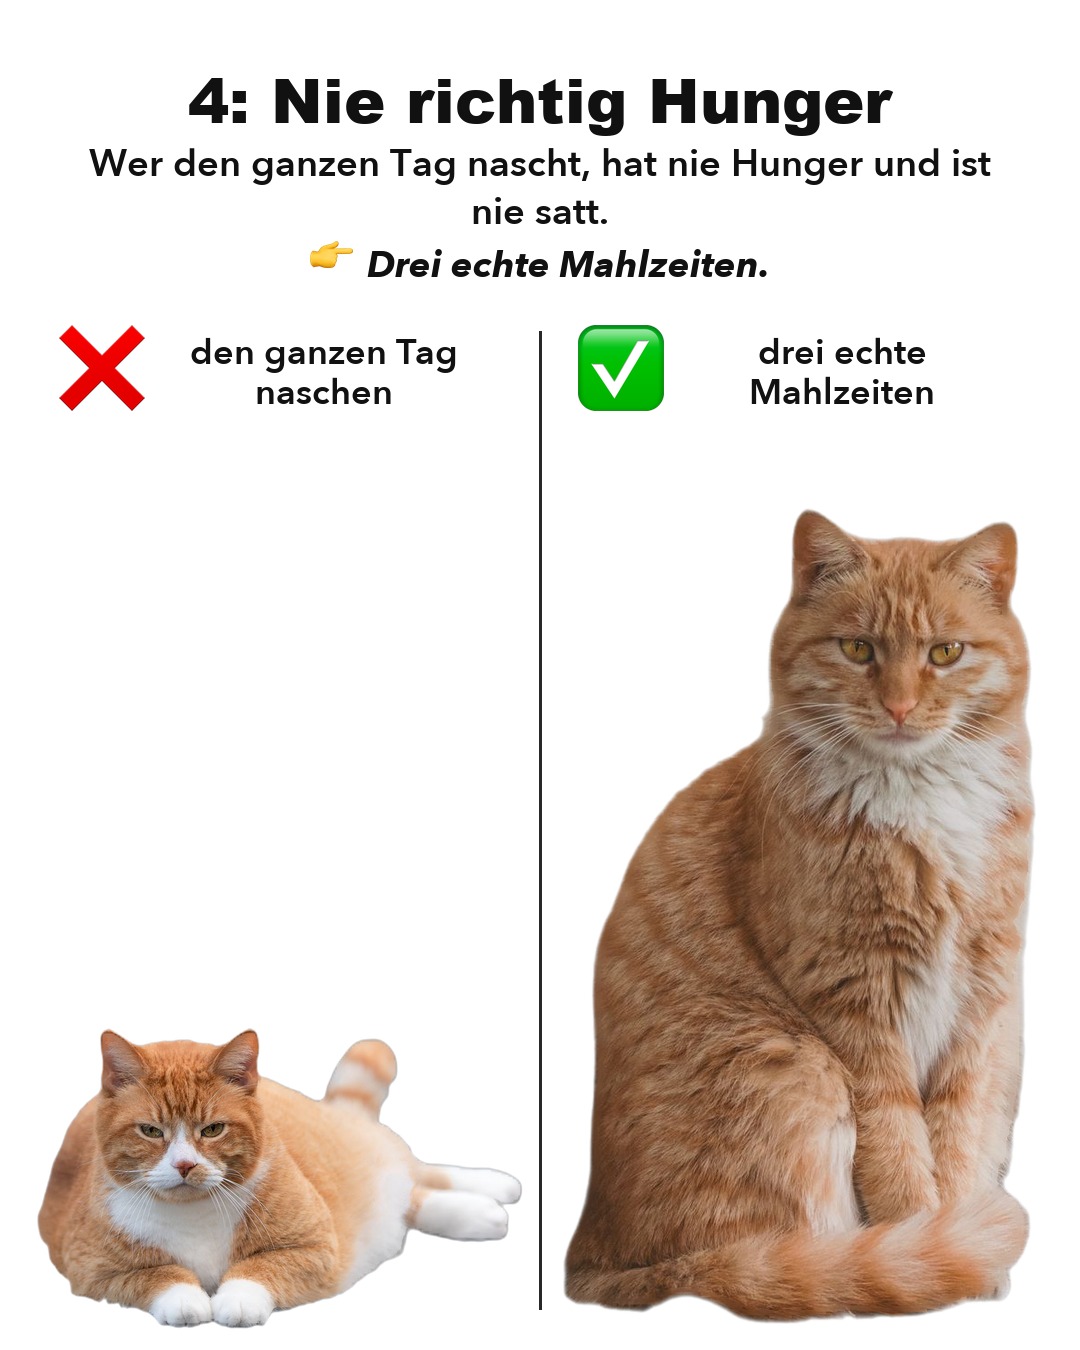 4: Nie richtig Hunger
Wer den ganzen Tag nascht, hat nie Hunger und ist
nie satt.
👉 Drei echte Mahlzeiten.
den ganzen Tag
naschen
drei echte
Mahlzeiten